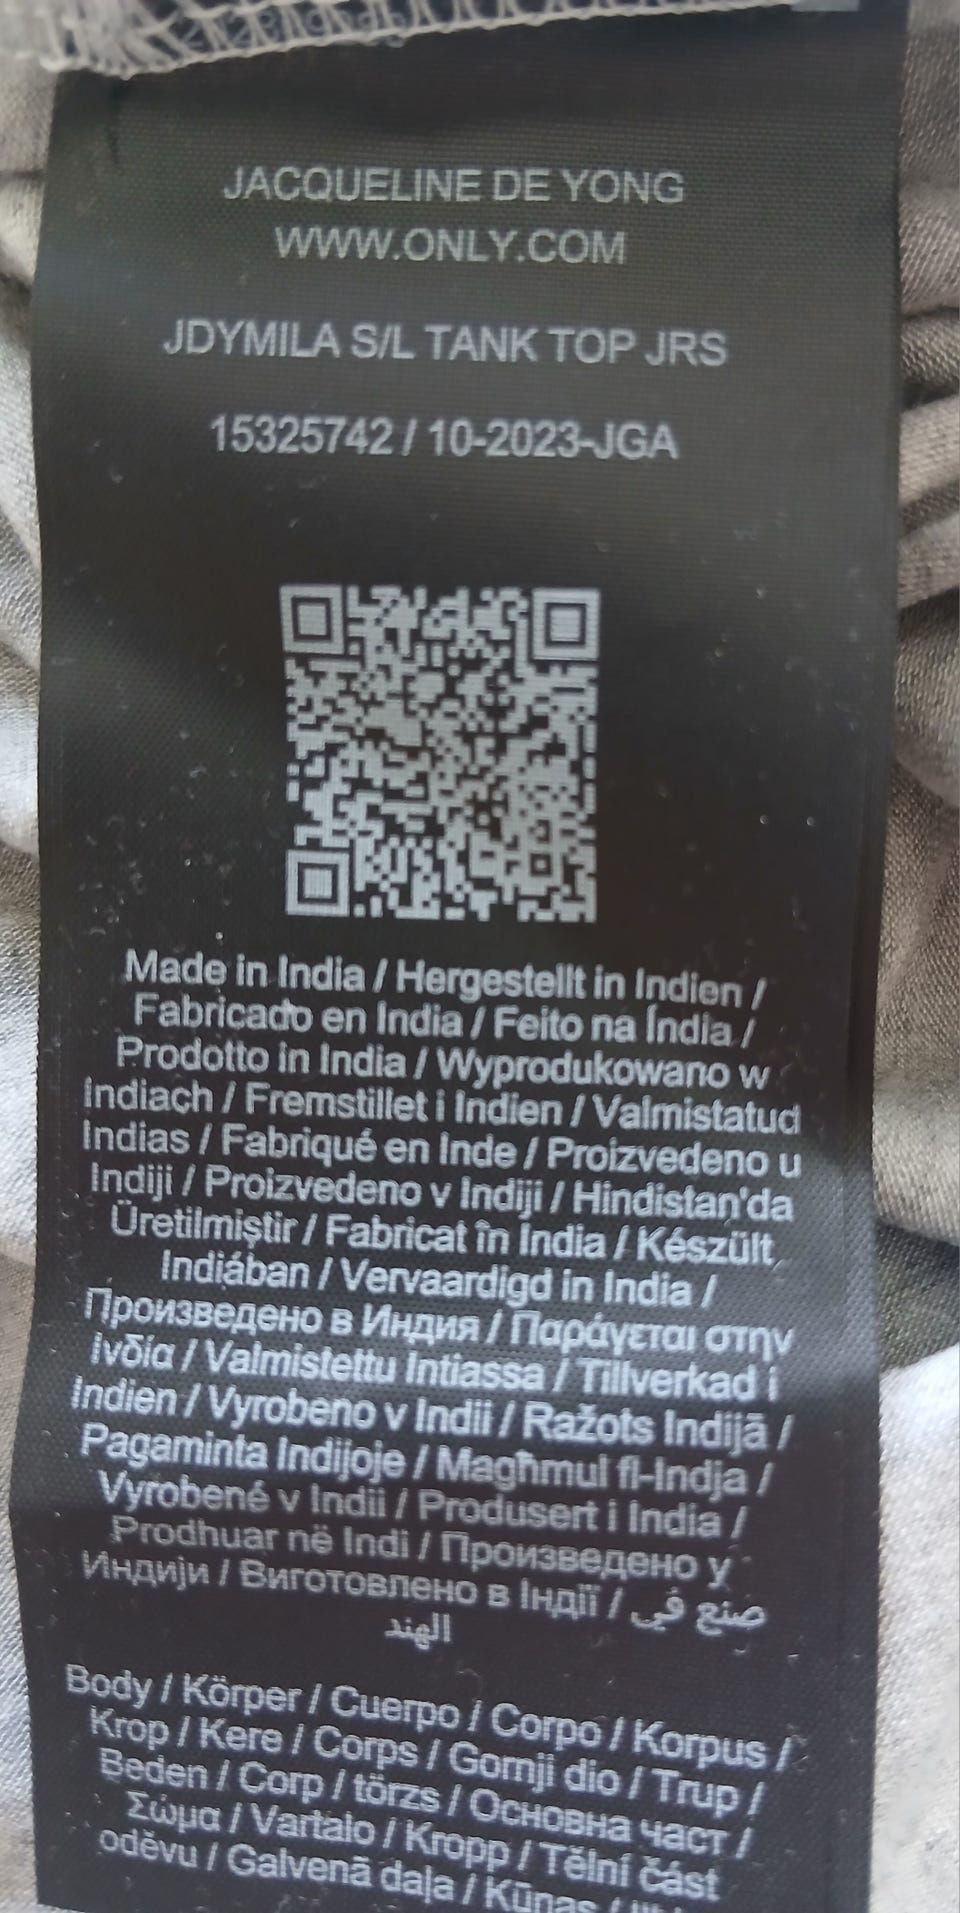 JACQUELINE DE YONG
WWW.ONLY.COM
JDYMILA S/L TANK TOP JRS
15325742 / 10-2023-JGA
Made in India / Hergestellt in Indien /
Fabricado en India / Feito na Índia /
Prodotto in India / Wyprodukowano w
Indiach / Fremstillet i Indien / Valmistatud
Indias / Fabriqué en Inde / Proizvedeno u
Indiji / Proizvedeno v Indiji / Hindistan'da
Üretilmiştir / Fabricat în India / Készült
Indiában / Vervaardigd in India /
Произведено в Индия / Παράγεται στην
Ινδία / Valmistettu Intiassa / Tillverkad i
Indien / Vyrobeno v Indii / Ražots Indijā /
Pagaminta Indijoje / Magħmul fl-Indja /
Vyrobené v Indii / Produsert i India /
Prodhuar në Indi / Произведено у
Индији / Виготовлено в Індії / صنع في
الهند
Body / Körper / Cuerpo / Corpo / Korpus /
Krop / Kere / Corps / Gornji dio / Trup /
Beden / Corp / törzs / Основна част /
Σώμα / Vartalo / Kropp / Tělní část
oděvu / Galvenā daļa / Kūnas /